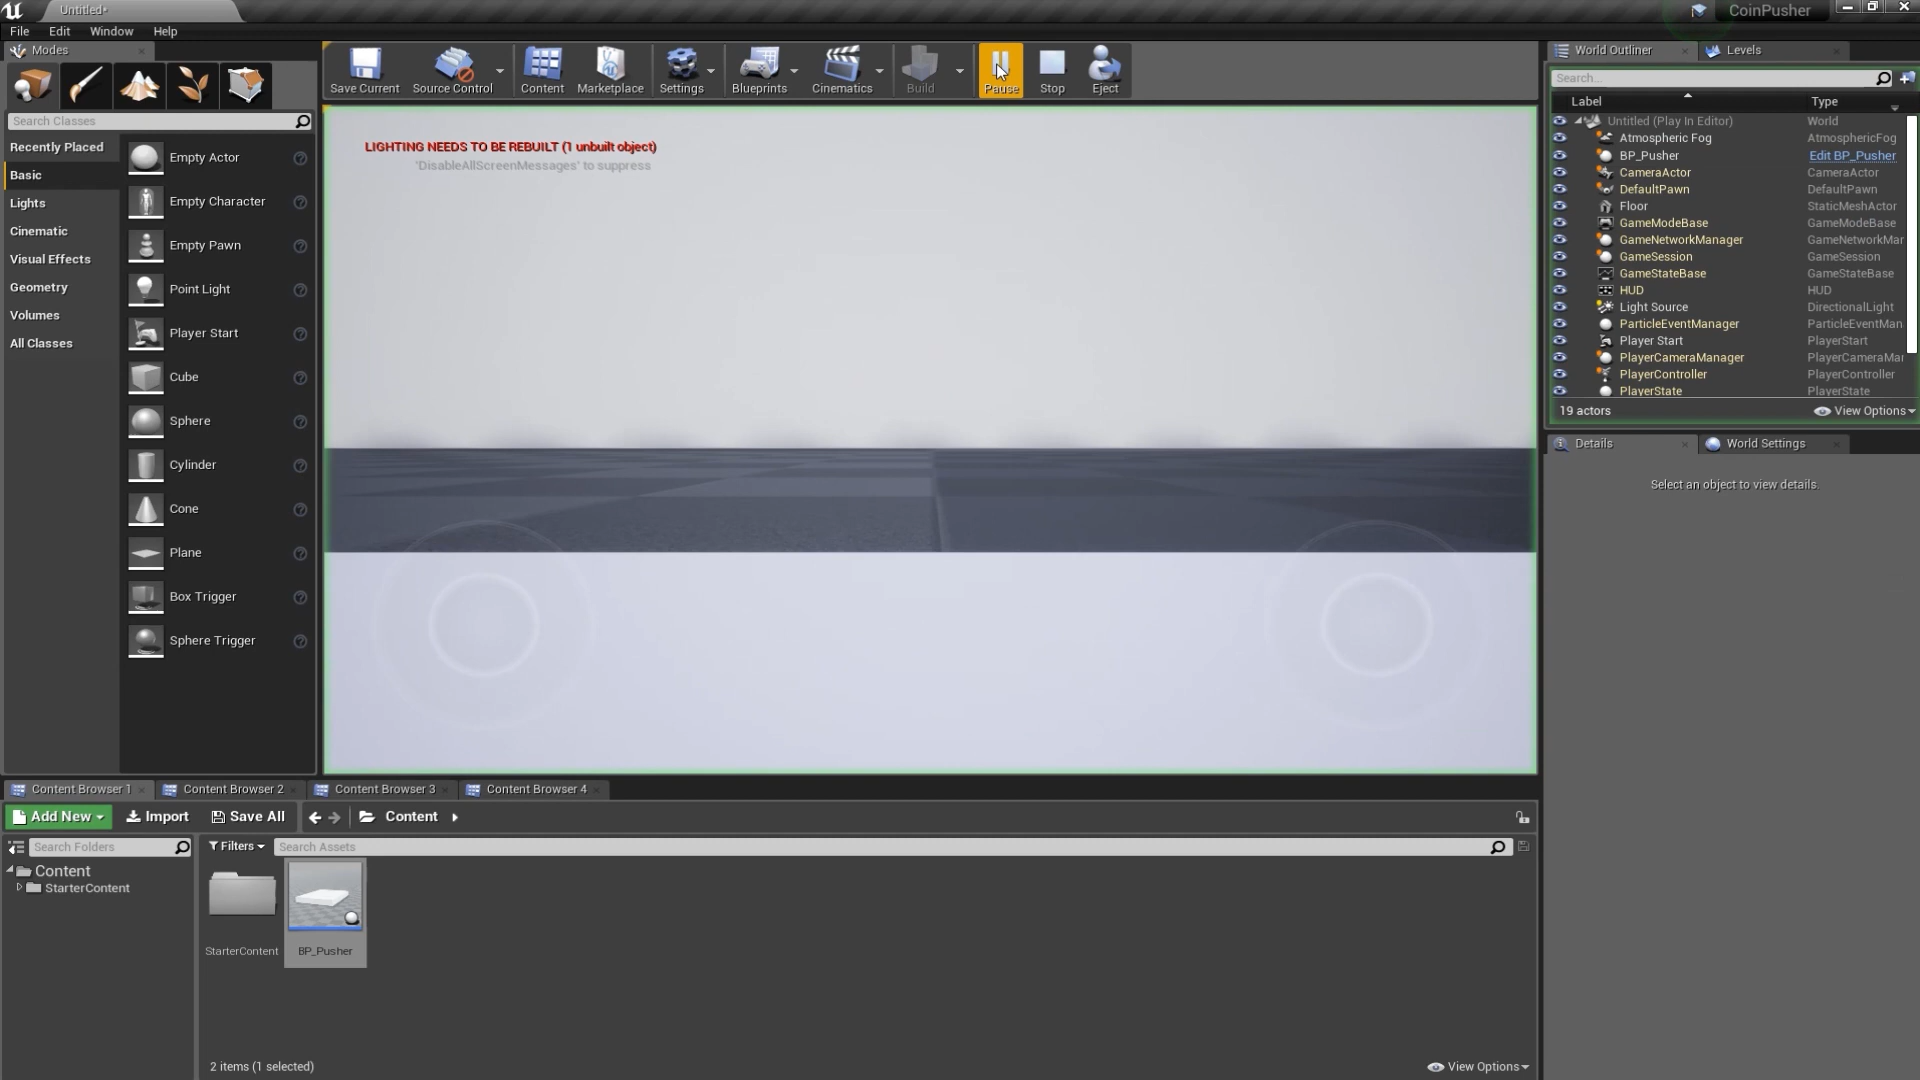 Untitled*
CoinPusher
File Edit Window Help
Modes
Search Classes
Recently Placed
Basic
Lights
Cinematic
Visual Effects
Geometry
Volumes
All Classes
Empty Actor
Empty Character
Empty Pawn
Point Light
Player Start
Cube
Sphere
Cylinder
Cone
Plane
Box Trigger
Sphere Trigger
Save Current Source Control Content Marketplace Settings Blueprints Cinematics Build Pause Stop Eject
LIGHTING NEEDS TO BE REBUILT (1 unbuilt object)
'DisableAllScreenMessages' to suppress
World Outliner Levels
Search...
Label Type
Untitled (Play In Editor) World
Atmospheric Fog AtmosphericFog
BP_Pusher Edit BP_Pusher
CameraActor CameraActor
DefaultPawn DefaultPawn
Floor StaticMeshActor
GameModeBase GameModeBase
GameNetworkManager GameNetworkMar
GameSession GameSession
GameStateBase GameStateBase
HUD HUD
Light Source DirectionalLight
ParticleEventManager ParticleEventMan
Player Start PlayerStart
PlayerCameraManager PlayerCameraMar
PlayerController PlayerController
PlayerState PlayerState
19 actors View Options
Details World Settings
Select an object to view details.
Content Browser 1 Content Browser 2 Content Browser 3 Content Browser 4
Add New Import Save All Content
Search Folders Filters Search Assets
Content
StarterContent
StarterContent BP_Pusher
2 items (1 selected) View Options